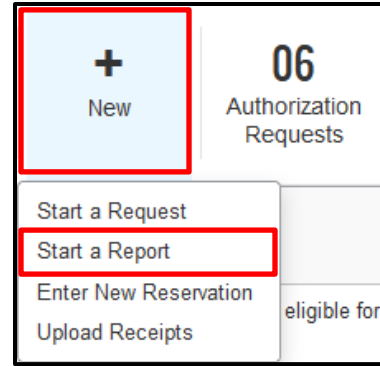 +
New
06
Authorization
Requests
Start a Request
Start a Report
Enter New Reservation
eligible for
Upload Receipts